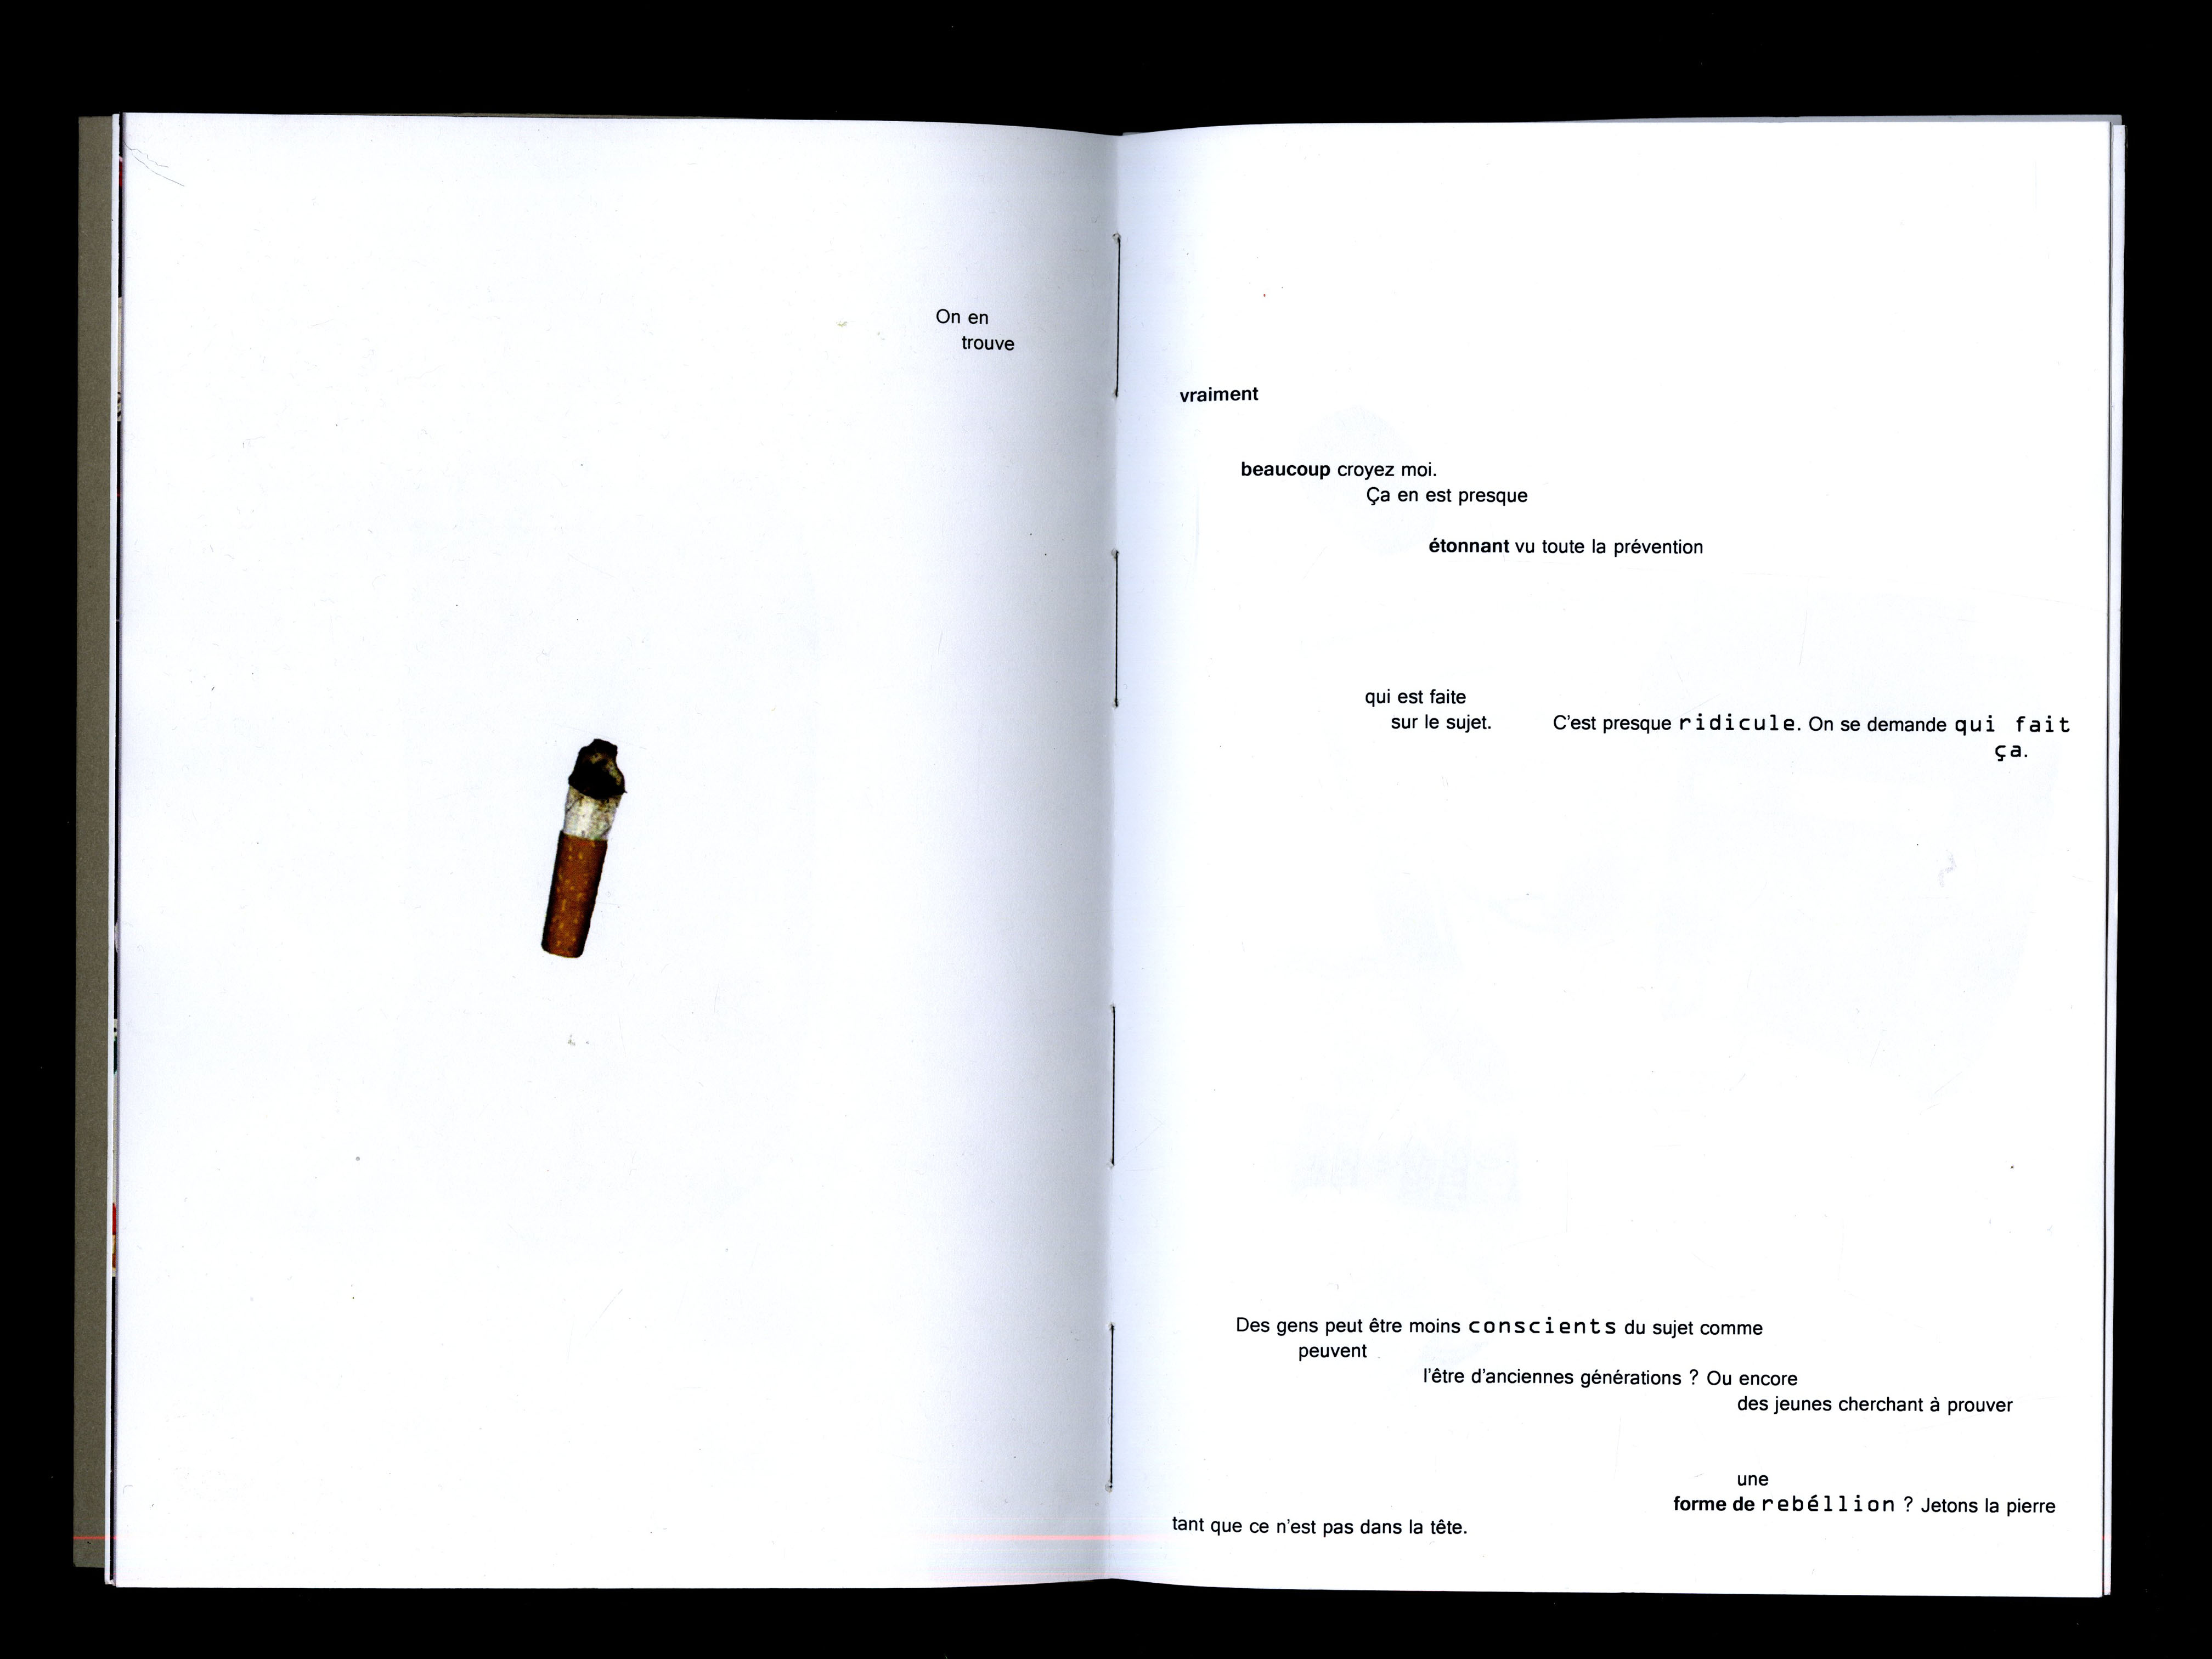 On en
trouve
vraiment
beaucoup croyez moi.
Ça en est presque
étonnant vu toute la prévention
qui est faite
sur le sujet. C'est presque ridicule. On se demande qui fait
ça.
Des gens peut être moins conscients du sujet comme
peuvent
l'être d'anciennes générations ? Ou encore
des jeunes cherchant à prouver
une
forme de rebéllion ? Jetons la pierre
tant que ce n'est pas dans la tête.